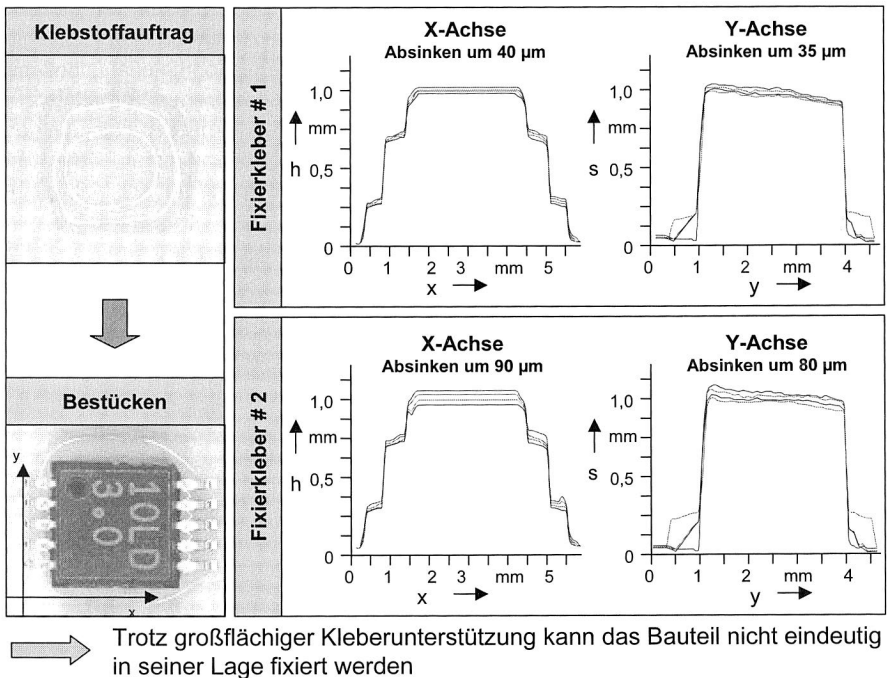 Klebstoffauftrag
Bestücken
y
10LD
3.0
x
Fixierkleber # 1
X-Achse
Absinken um 40 µm
1,0
mm
h
0,5
0
0 1 2 3 mm 5
x
Y-Achse
Absinken um 35 µm
1,0
mm
s
0,5
0
0 1 2 mm 4
y
Fixierkleber # 2
X-Achse
Absinken um 90 µm
1,0
mm
h
0,5
0
0 1 2 3 mm 5
x
Y-Achse
Absinken um 80 µm
1,0
mm
s
0,5
0
0 1 2 mm 4
y
Trotz großflächiger Kleberunterstützung kann das Bauteil nicht eindeutig
in seiner Lage fixiert werden